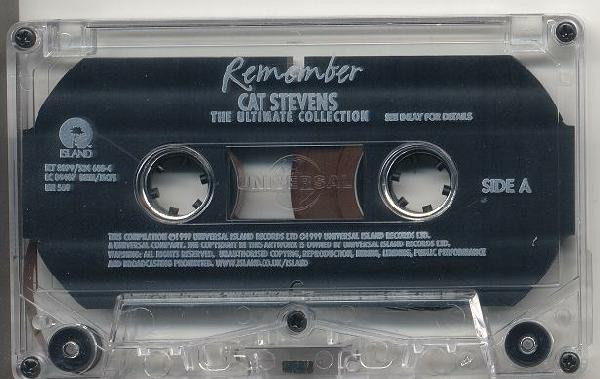 Remember
CAT STEVENS
THE ULTIMATE COLLECTION SEE INLAY FOR DETAILS
ISLAND
UNIVERSAL
SIDE A
THIS COMPILATION ℗1999 UNIVERSAL ISLAND RECORDS LTD ©1999 UNIVERSAL ISLAND RECORDS LTD.
A UNIVERSAL COMPANY. THE COPYRIGHT IN THIS ARTWORK IS OWNED BY UNIVERSAL ISLAND RECORDS LTD.
WARNING: ALL RIGHTS RESERVED. UNAUTHORISED COPYING, REPRODUCTION, HIRING, LENDING, PUBLIC PERFORMANCE
AND BROADCASTING PROHIBITED. WWW.ISLAND.CO.UK/ISLAND